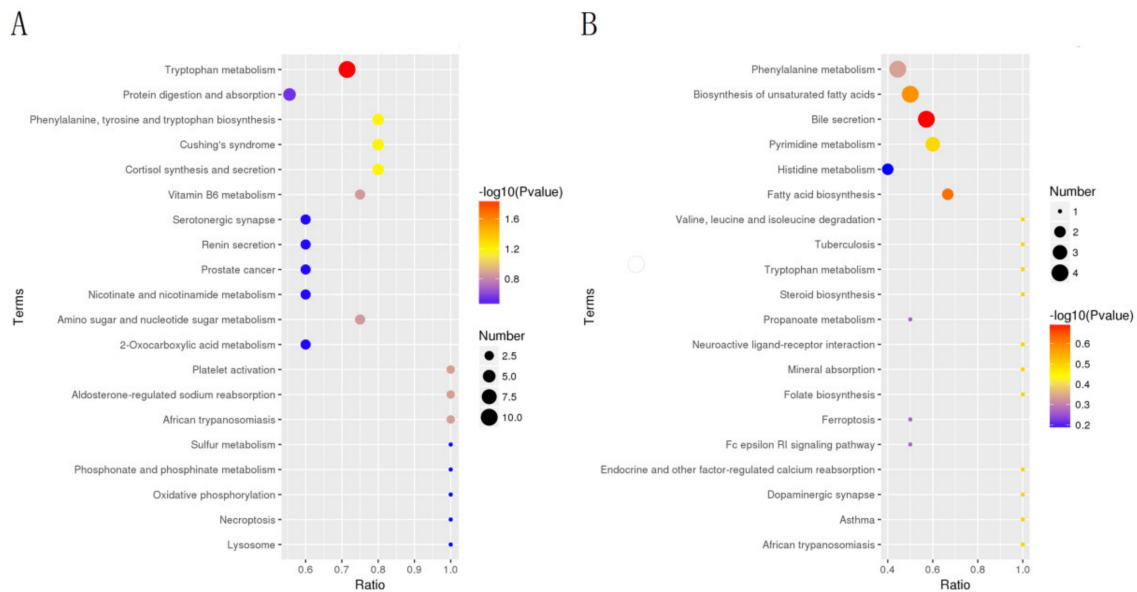 A
Tryptophan metabolism
Protein digestion and absorption
Phenylalanine, tyrosine and tryptophan biosynthesis
Cushing's syndrome
Cortisol synthesis and secretion
Vitamin B6 metabolism
Serotonergic synapse
Renin secretion
Prostate cancer
Nicotinate and nicotinamide metabolism
Amino sugar and nucleotide sugar metabolism
2-Oxocarboxylic acid metabolism
Platelet activation
Aldosterone-regulated sodium reabsorption
African trypanosomiasis
Sulfur metabolism
Phosphonate and phosphinate metabolism
Oxidative phosphorylation
Necroptosis
Lysosome
Terms
0.6 0.7 0.8 0.9 1.0
Ratio
-log10(Pvalue)
1.6
1.2
0.8
Number
2.5
5.0
7.5
10.0
B
Phenylalanine metabolism
Biosynthesis of unsaturated fatty acids
Bile secretion
Pyrimidine metabolism
Histidine metabolism
Fatty acid biosynthesis
Valine, leucine and isoleucine degradation
Tuberculosis
Tryptophan metabolism
Steroid biosynthesis
Propanoate metabolism
Neuroactive ligand-receptor interaction
Mineral absorption
Folate biosynthesis
Ferroptosis
Fc epsilon RI signaling pathway
Endocrine and other factor-regulated calcium reabsorption
Dopaminergic synapse
Asthma
African trypanosomiasis
Terms
0.4 0.6 0.8 1.0
Ratio
Number
1
2
3
4
-log10(Pvalue)
0.6
0.5
0.4
0.3
0.2